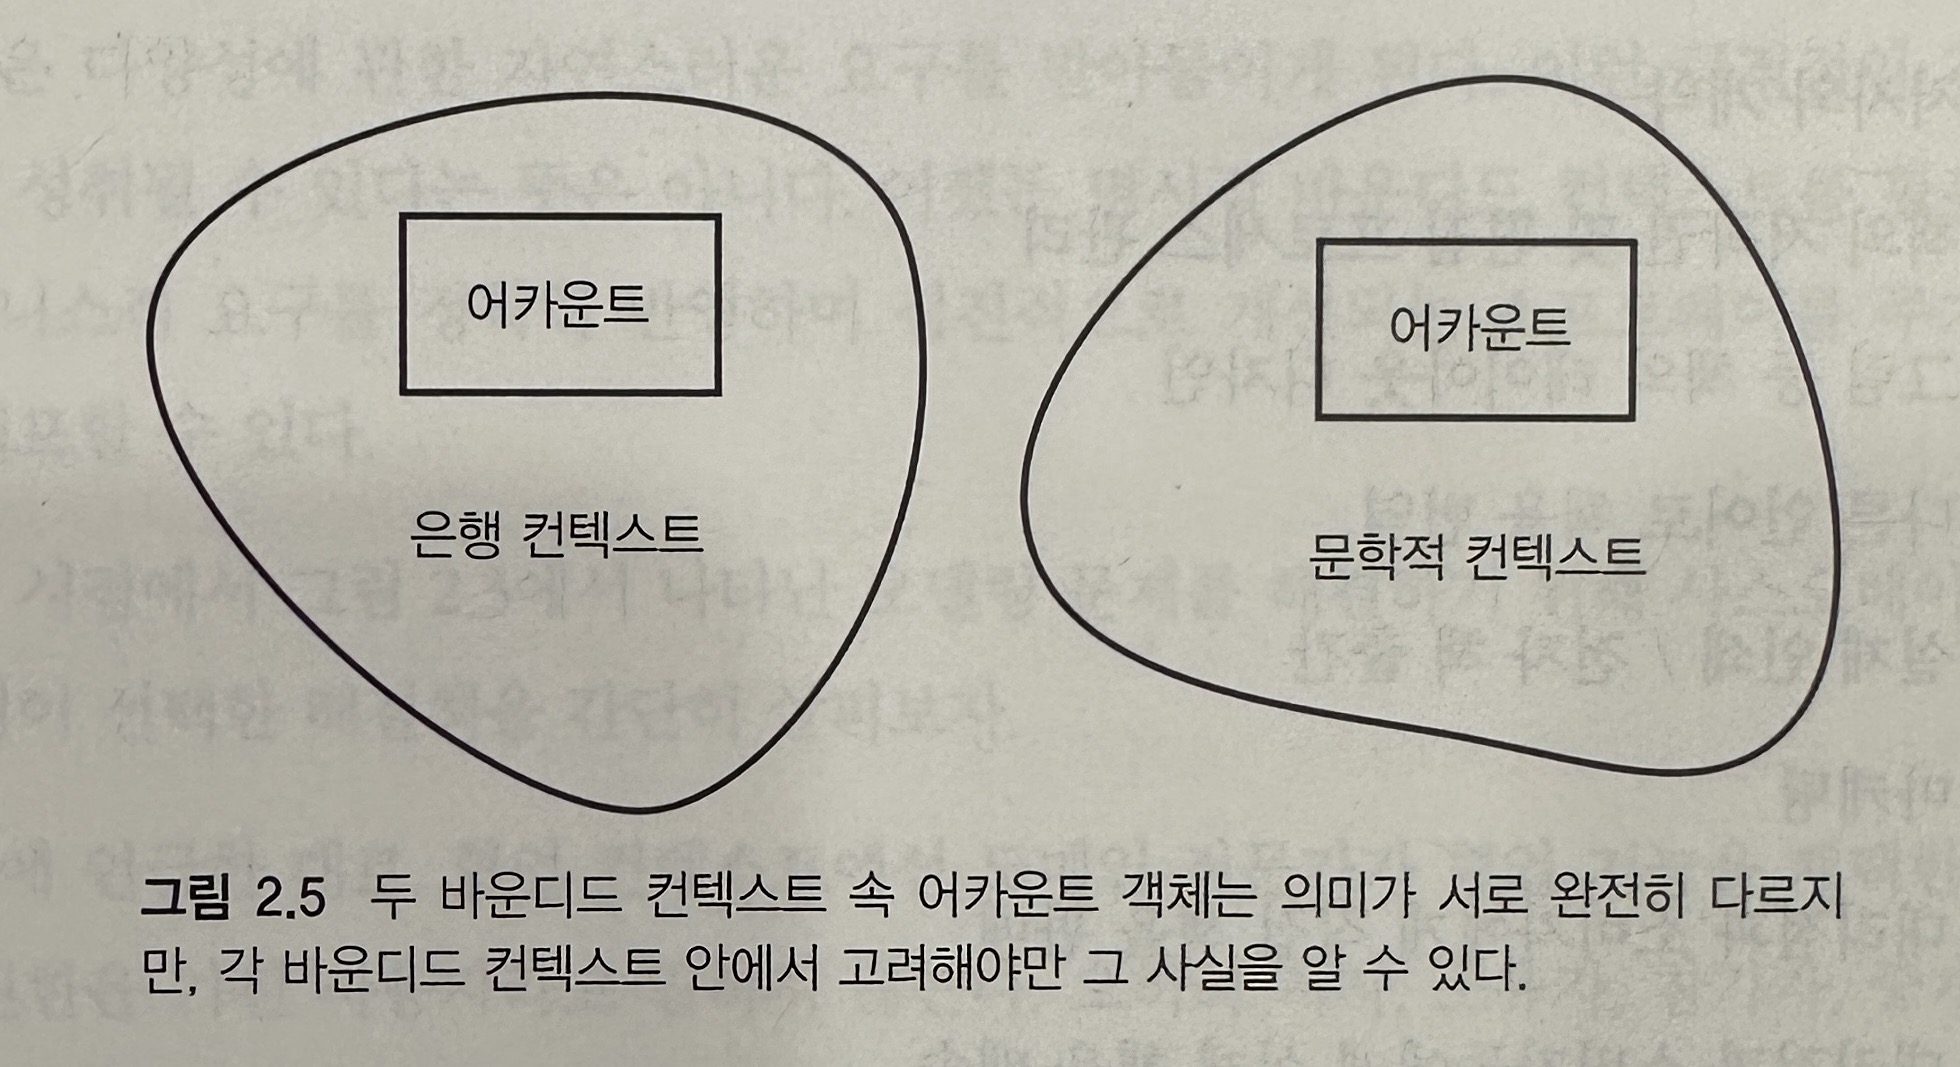 어카운트
은행 컨텍스트
어카운트
문학적 컨텍스트
그림 2.5 두 바운디드 컨텍스트 속 어카운트 객체는 의미가 서로 완전히 다르지
만, 각 바운디드 컨텍스트 안에서 고려해야만 그 사실을 알 수 있다.